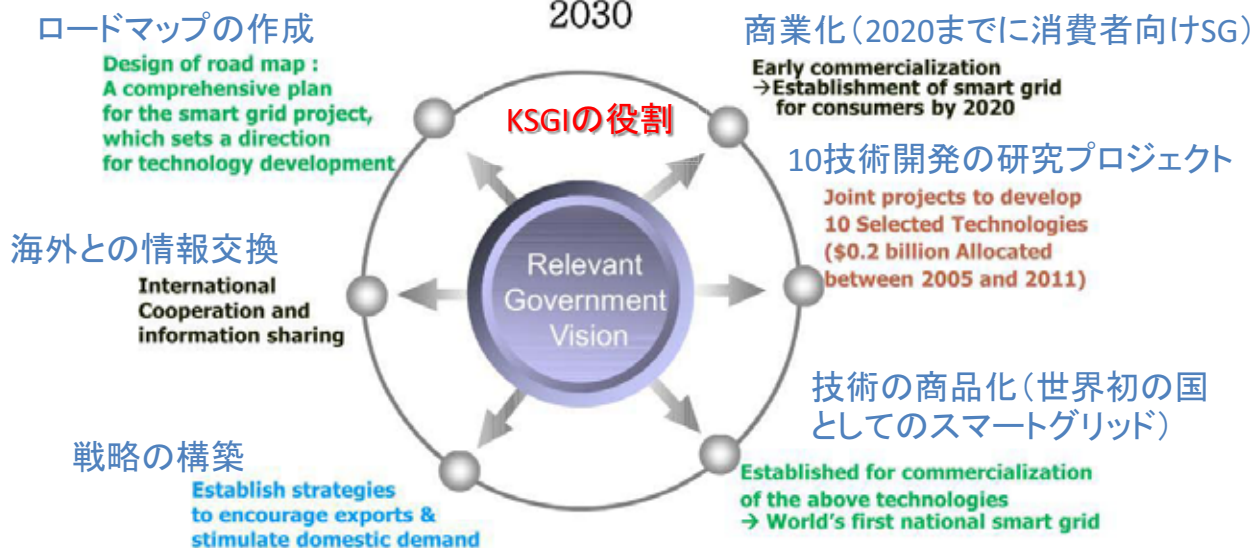 2030
ロードマップの作成
Design of road map :
A comprehensive plan
for the smart grid project,
which sets a direction
for technology development
商業化（2020までに消費者向けSG）
Early commercialization
→Establishment of smart grid
for consumers by 2020
KSGIの役割
10技術開発の研究プロジェクト
Joint projects to develop
10 Selected Technologies
($0.2 billion Allocated
between 2005 and 2011)
海外との情報交換
International
Cooperation and
information sharing
Relevant
Government
Vision
技術の商品化（世界初の国
としてのスマートグリッド）
Established for commercialization
of the above technologies
→ World's first national smart grid
戦略の構築
Establish strategies
to encourage exports &
stimulate domestic demand